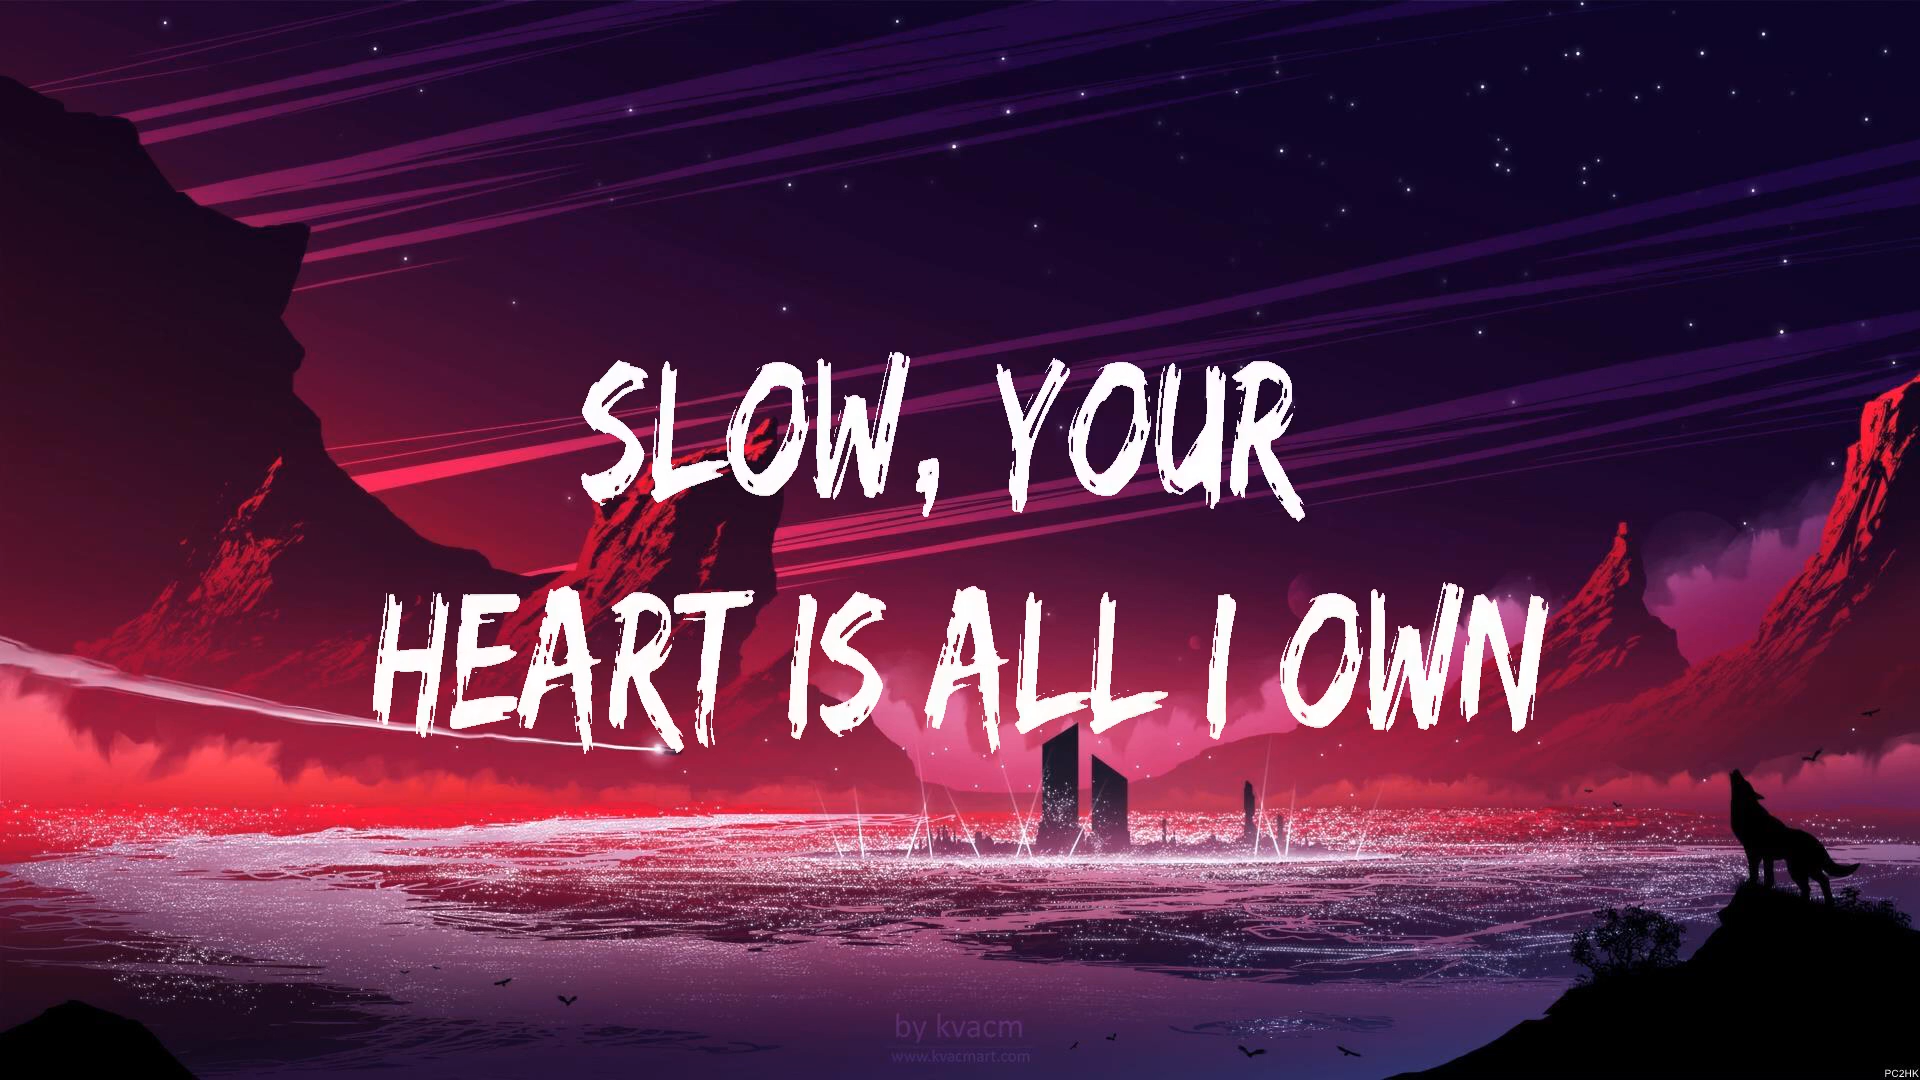 SLOW, YOUR
HEART IS ALL I OWN
by kvacm
www.kvacmart.com
PC2HK